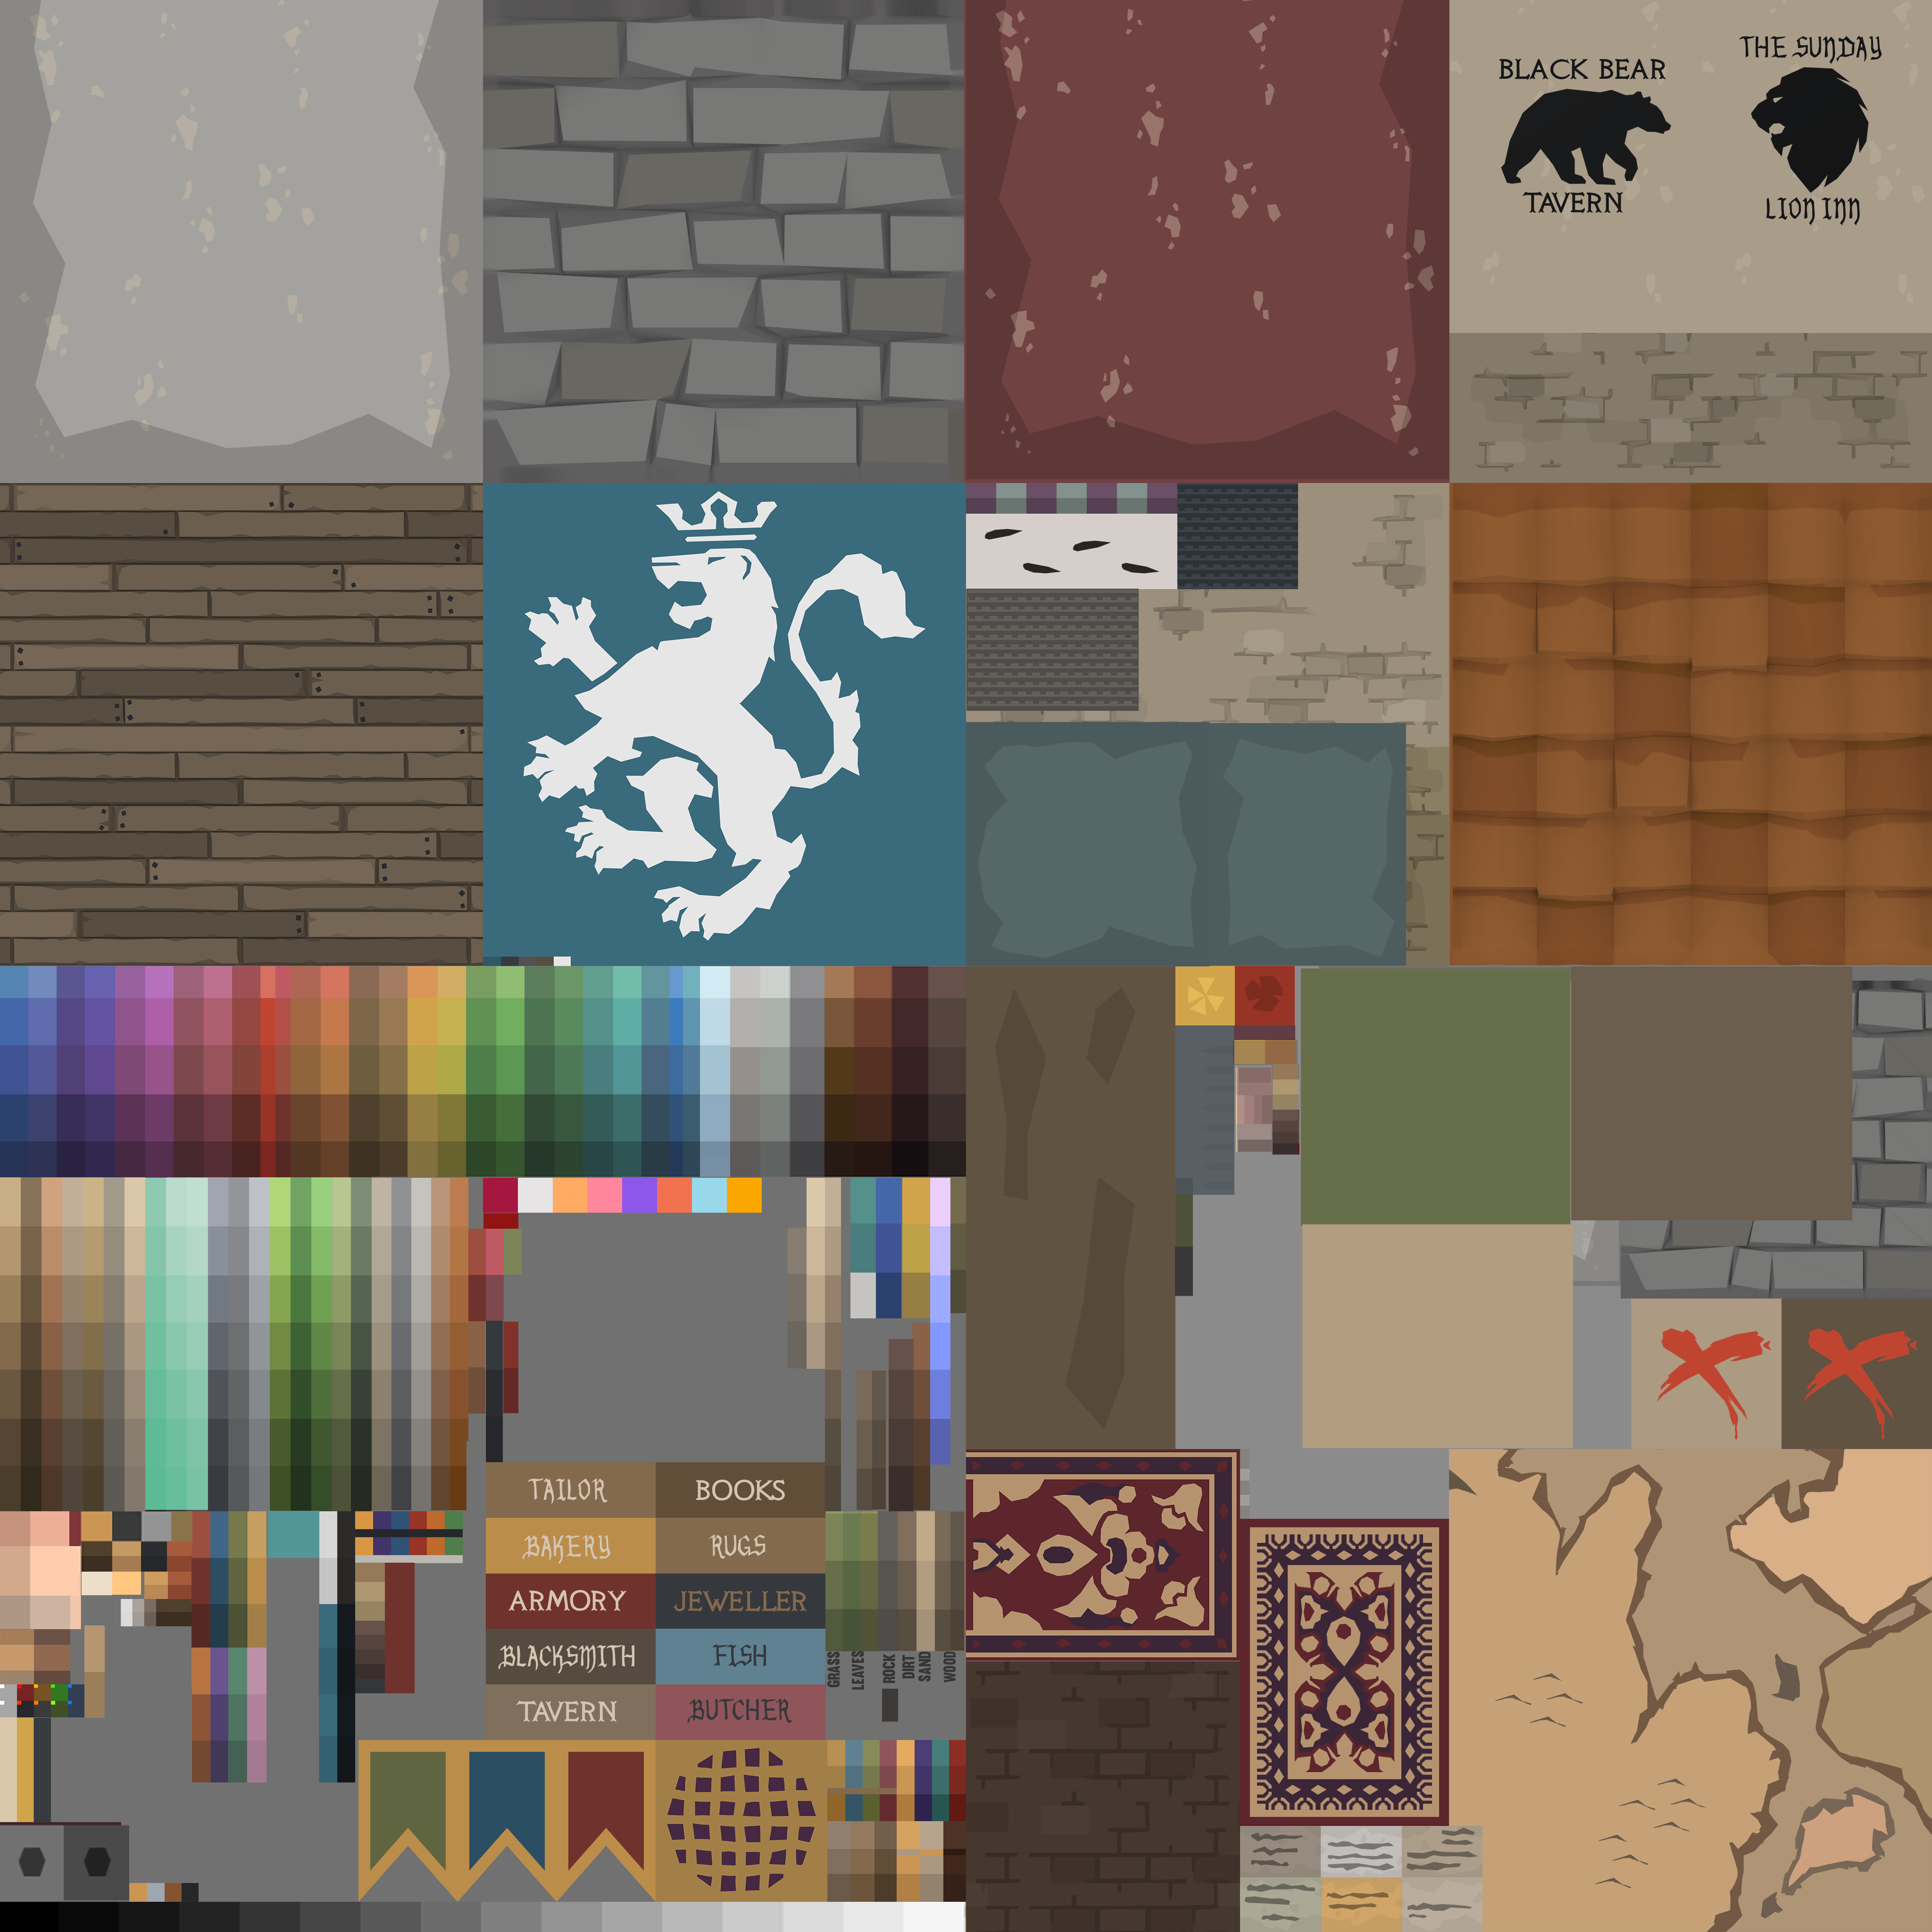 BLACK BEAR
TAVERN
THE SUNDAY
LION INN
TAILOR
BOOKS
BAKERY
RUGS
ARMORY
JEWELLER
BLACKSMITH
FISH
TAVERN
BUTCHER
GRASS
LEAVES
ROCK
DIRT
SAND
WOOD